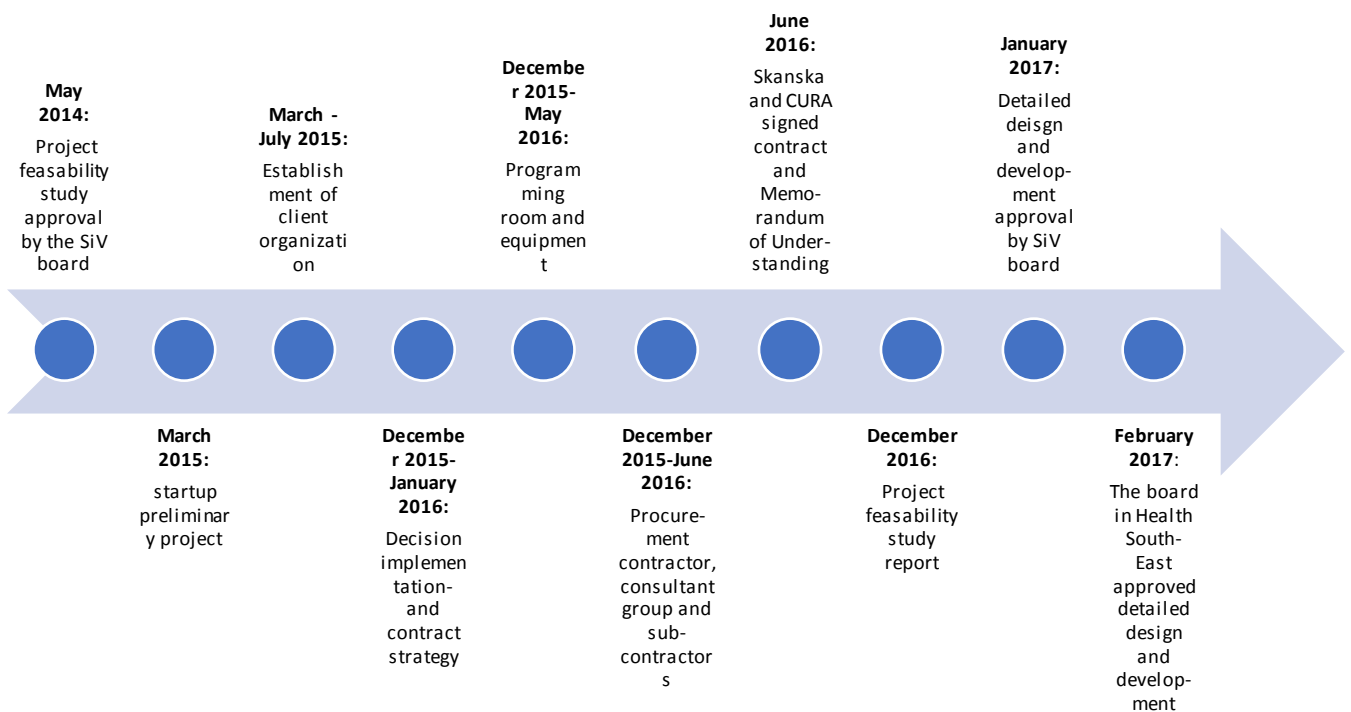 May
2014:
Project
feasability
study
approval
by the SiV
board
March
2015:
startup
preliminar
y project
March -
July 2015:
Establish
ment of
client
organizati
on
Decembe
r 2015-
January
2016:
Decision
implemen
tation-
and
contract
strategy
Decembe
r 2015-
May
2016:
Program
ming
room and
equipmen
t
December
2015-June
2016:
Procure-
ment
contractor,
consultant
group and
sub-
contractor
s
June
2016:
Skanska
and CURA
signed
contract
and
Memo-
randum
of Under-
standing
December
2016:
Project
feasability
study
report
January
2017:
Detailed
deisgn
and
develop-
ment
approval
by SiV
board
February
2017:
The board
in Health
South-
East
approved
detailed
design
and
develop-
ment